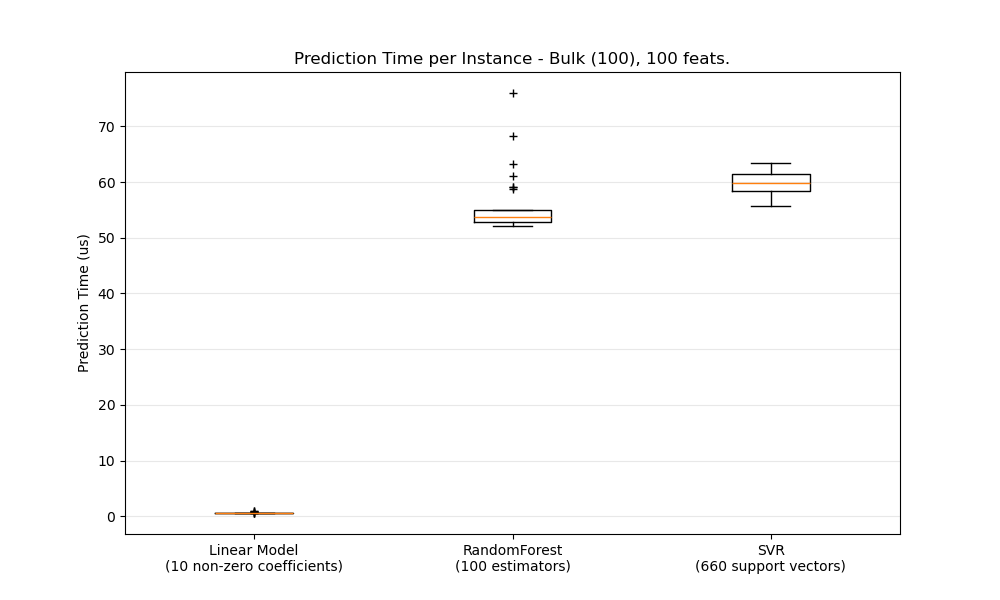 Prediction Time per Instance - Bulk (100), 100 feats.
Prediction Time (us)
70
60
50
40
30
20
10
0
Linear Model
(10 non-zero coefficients)
RandomForest
(100 estimators)
SVR
(660 support vectors)